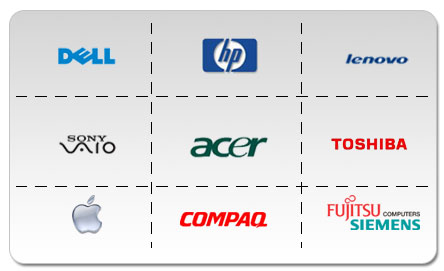 DELL
hp
lenovo
SONY
VAIO
acer
TOSHIBA
COMPAQ
FUJITSU COMPUTERS
SIEMENS